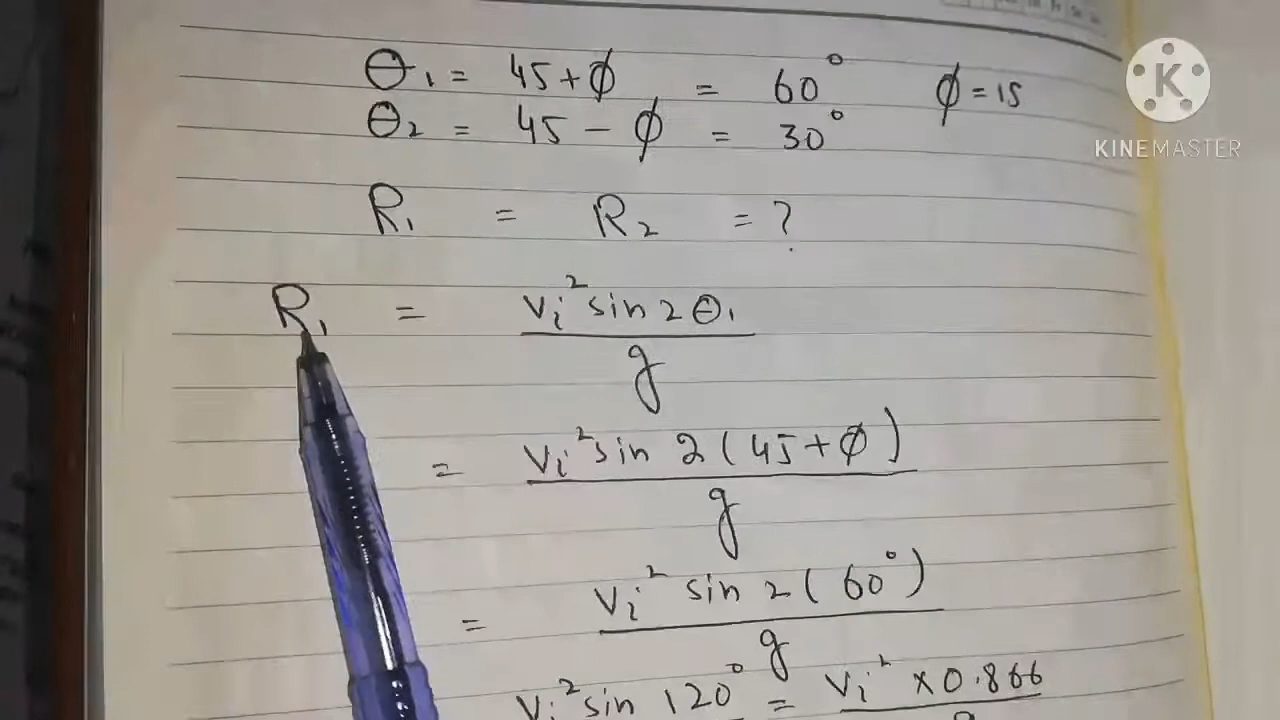 θ₁ = 45 + ϕ = 60° ϕ = 15
θ₂ = 45 − ϕ = 30°
K
KINEMASTER
R₁ = R₂ = ?
R₁ = vᵢ² sin 2θ₁ / g
= vᵢ² sin 2(45 + ϕ) / g
= vᵢ² sin 2(60°) / g
vᵢ² sin 120° = vᵢ² × 0.866